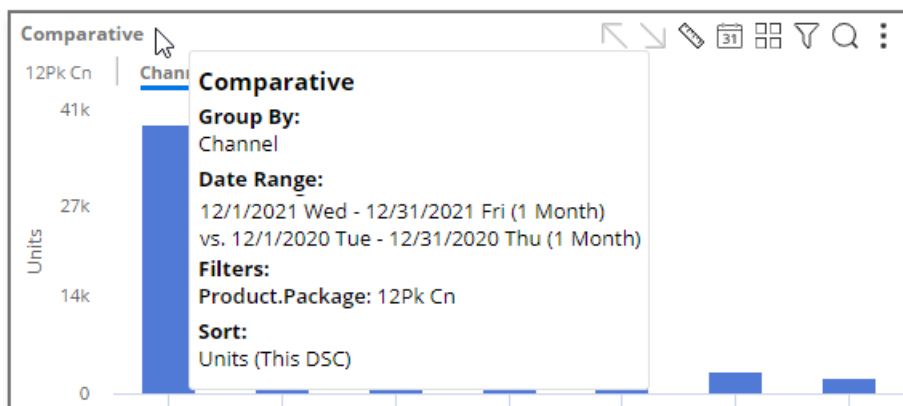 Comparative
31
12Pk Cn
Chann
41k
27k
14k
0
Units
Comparative
Group By:
Channel
Date Range:
12/1/2021 Wed - 12/31/2021 Fri (1 Month)
vs. 12/1/2020 Tue - 12/31/2020 Thu (1 Month)
Filters:
Product.Package: 12Pk Cn
Sort:
Units (This DSC)